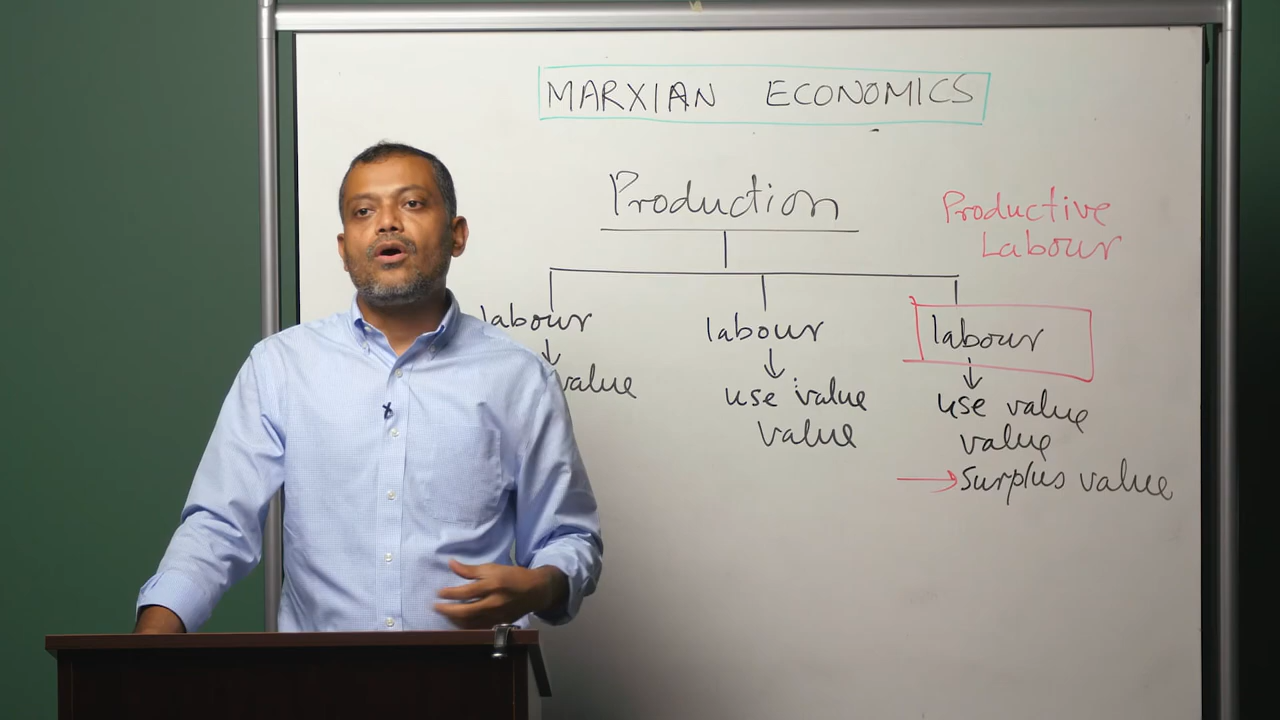 MARXIAN ECONOMICS
Production
Productive
Labour
labour
labour
labour
value
use value
value
use value
value
Surplus value